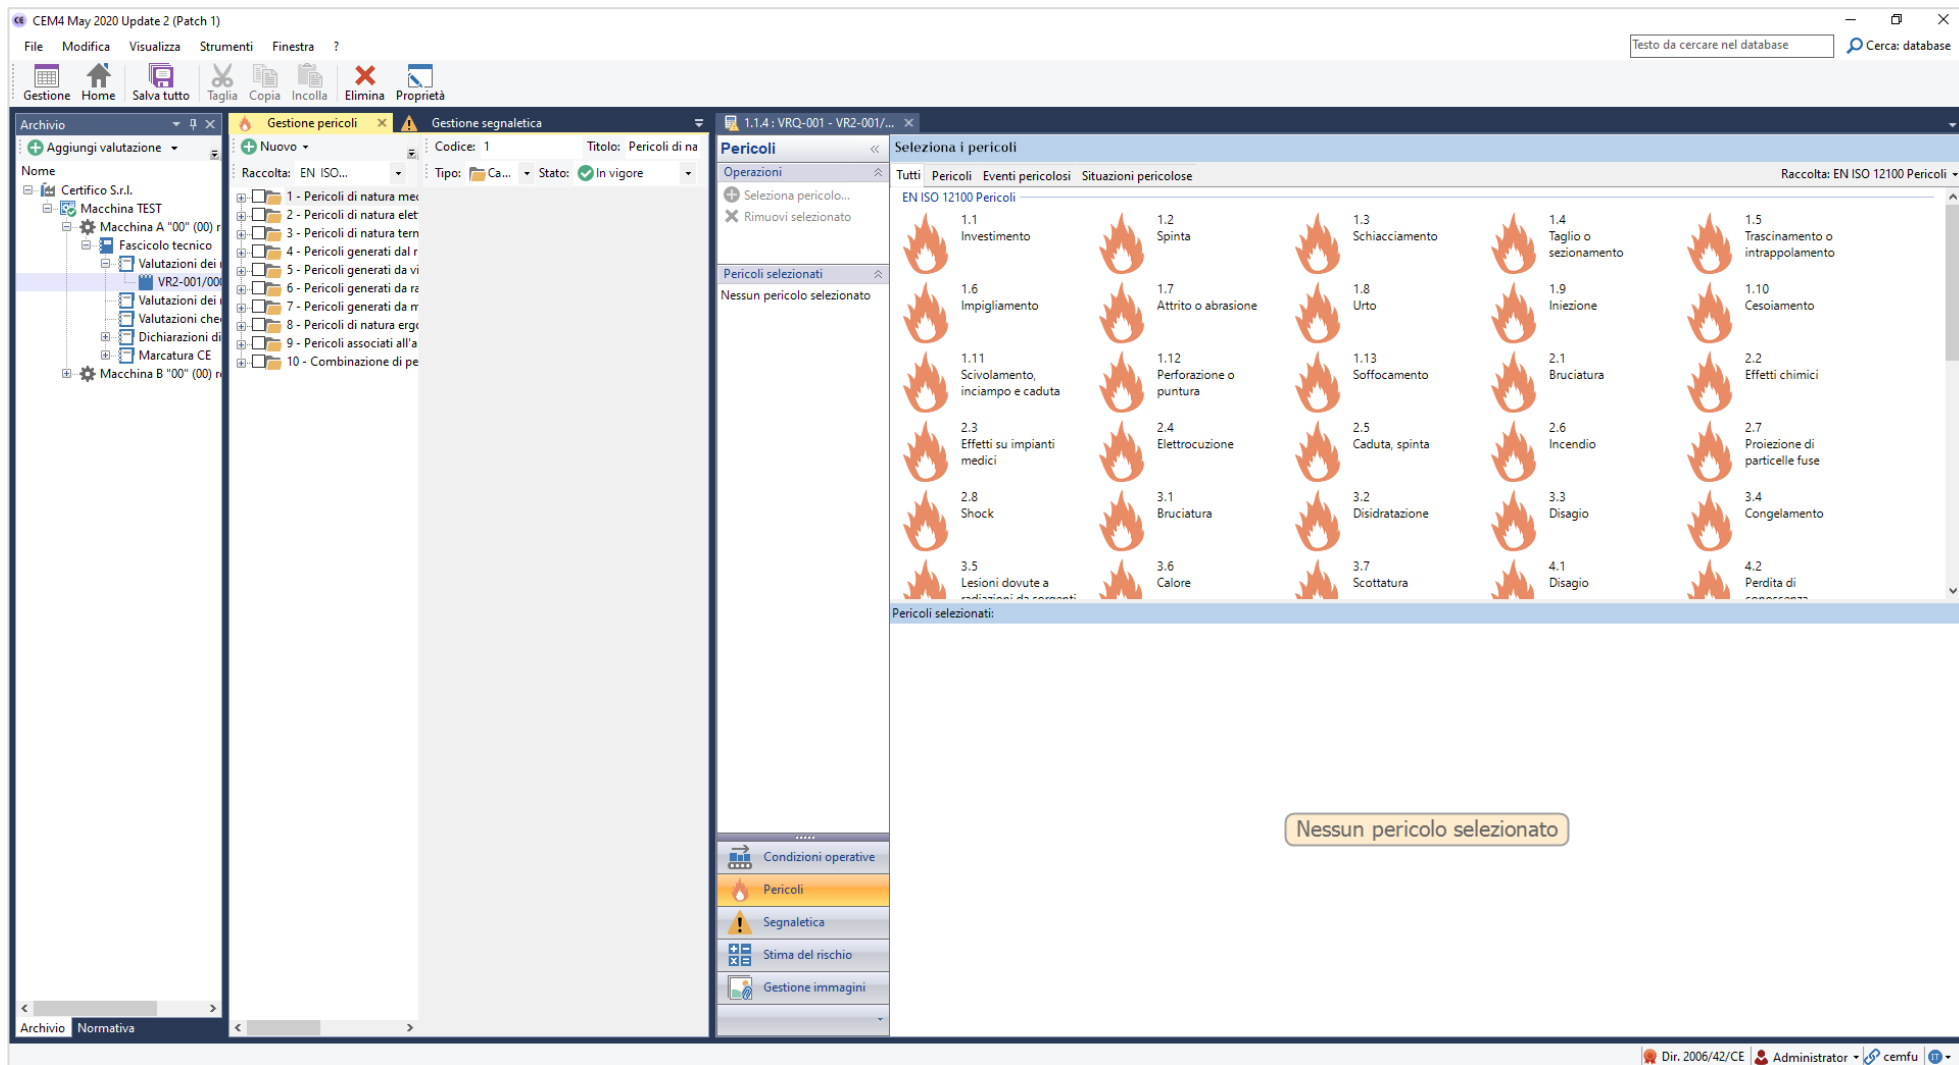 CEM4 May 2020 Update 2 (Patch 1)
File Modifica Visualizza Strumenti Finestra ?
Testo da cercare nel database
Cerca: database
Gestione Home Salva tutto Taglia Copia Incolla Elimina Proprietà
Archivio
Aggiungi valutazione
Nome
Certifico S.r.l.
Macchina TEST
Macchina A "00" (00) r
Fascicolo tecnico
Valutazioni dei
VR2-001/00
Valutazioni dei
Valutazioni che
Dichiarazioni di
Marcatura CE
Macchina B "00" (00) r
Archivio Normativa
Gestione pericoli
Gestione segnaletica
Nuovo
Codice: 1 Titolo: Pericoli di na
Raccolta: EN ISO...
Tipo: Ca... Stato: In vigore
1 - Pericoli di natura mec
2 - Pericoli di natura elet
3 - Pericoli di natura term
4 - Pericoli generati dal r
5 - Pericoli generati da vi
6 - Pericoli generati da ra
7 - Pericoli generati da m
8 - Pericoli di natura ergo
9 - Pericoli associati all'a
10 - Combinazione di pe
1.1.4 : VRQ-001 - VR2-001/...
Pericoli
Operazioni
Seleziona pericolo...
Rimuovi selezionato
Pericoli selezionati
Nessun pericolo selezionato
Condizioni operative
Pericoli
Segnaletica
Stima del rischio
Gestione immagini
Seleziona i pericoli
Tutti Pericoli Eventi pericolosi Situazioni pericolose
Raccolta: EN ISO 12100 Pericoli
EN ISO 12100 Pericoli
1.1
Investimento
1.2
Spinta
1.3
Schiacciamento
1.4
Taglio o
sezionamento
1.5
Trascinamento o
intrappolamento
1.6
Impigliamento
1.7
Attrito o abrasione
1.8
Urto
1.9
Iniezione
1.10
Cesoiamento
1.11
Scivolamento,
inciampo e caduta
1.12
Perforazione o
puntura
1.13
Soffocamento
2.1
Bruciatura
2.2
Effetti chimici
2.3
Effetti su impianti
medici
2.4
Elettrocuzione
2.5
Caduta, spinta
2.6
Incendio
2.7
Proiezione di
particelle fuse
2.8
Shock
3.1
Bruciatura
3.2
Disidratazione
3.3
Disagio
3.4
Congelamento
3.5
Lesioni dovute a
radiazioni da sorgenti
3.6
Calore
3.7
Scottatura
4.1
Disagio
4.2
Perdita di
conoscenza
Pericoli selezionati:
Nessun pericolo selezionato
Dir. 2006/42/CE Administrator cemfu IT